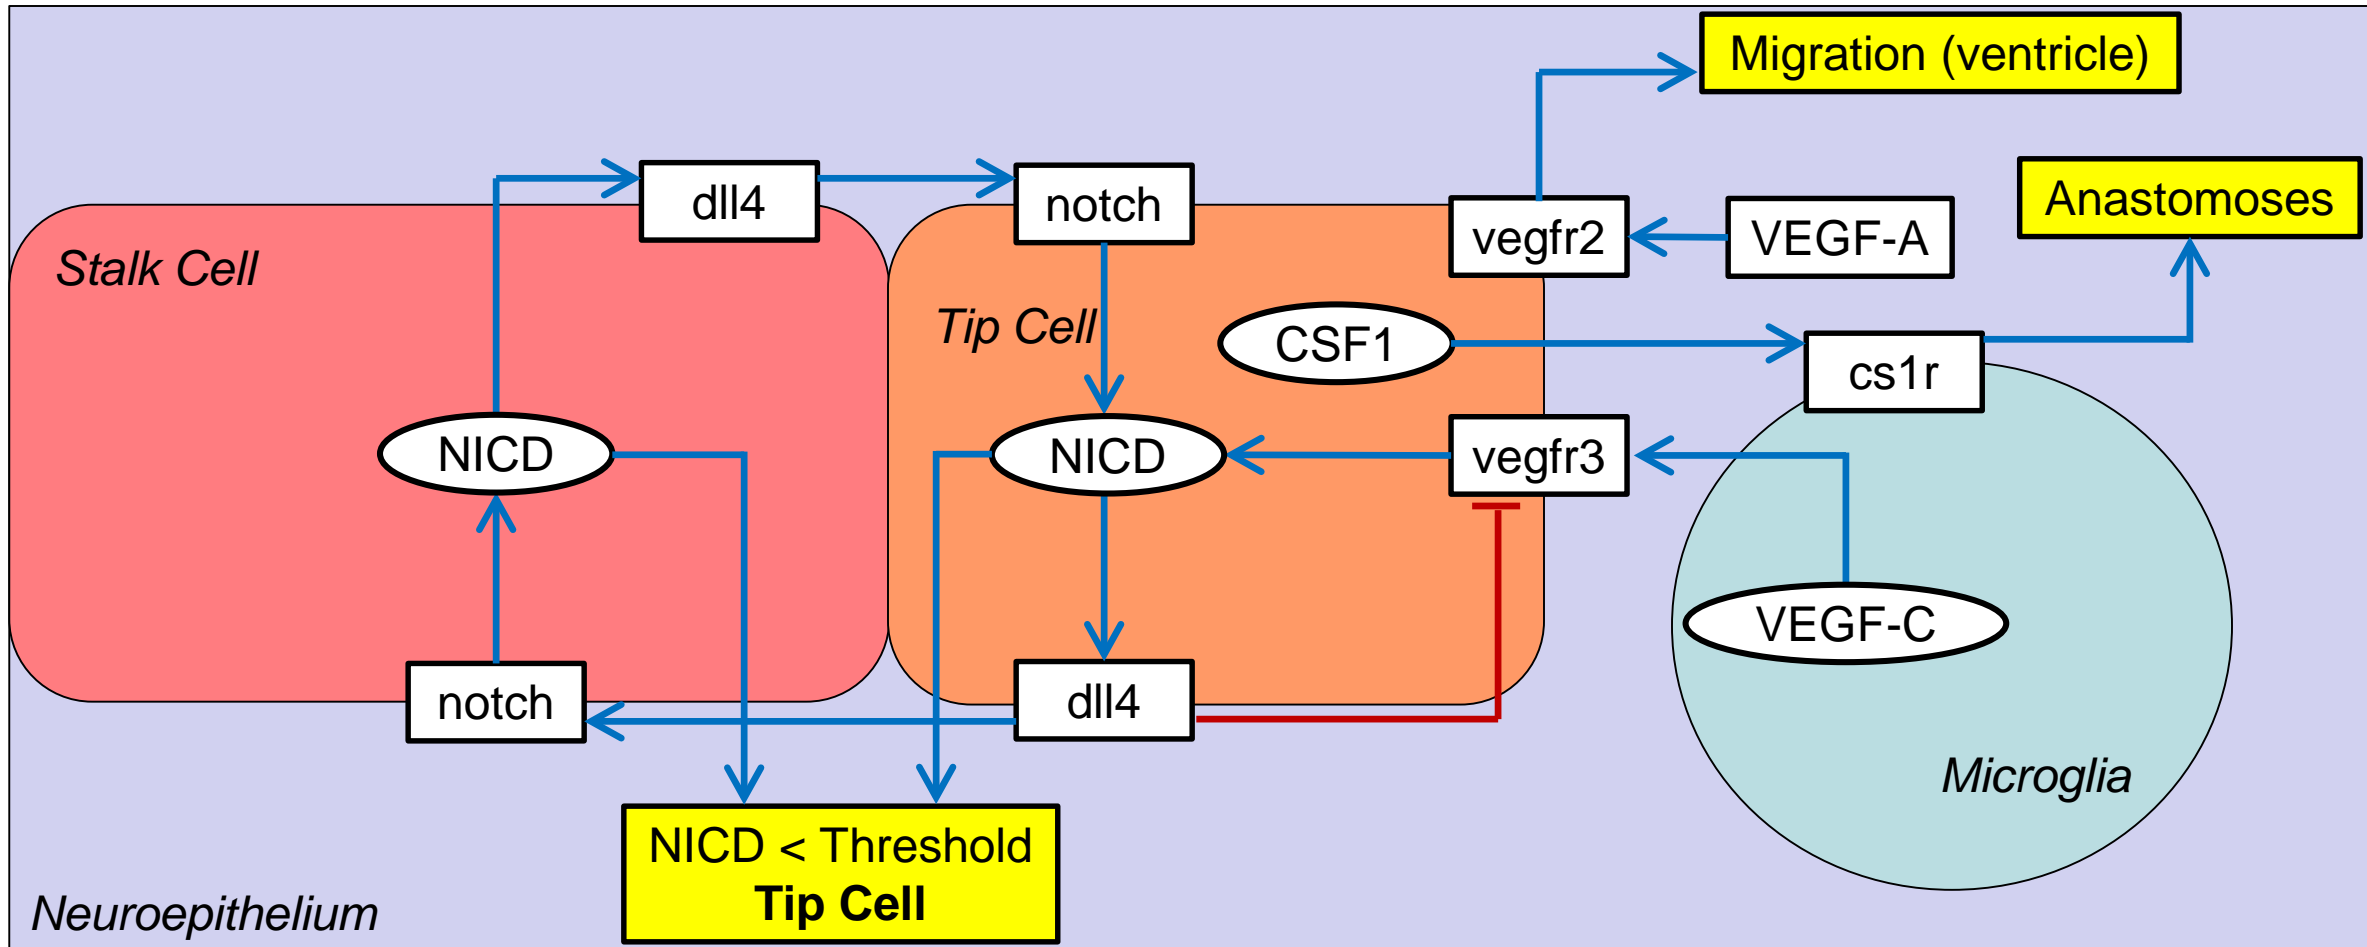 Migration (ventricle)
dll4
notch
Anastomoses
vegfr2
VEGF-A
Stalk Cell
Tip Cell
CSF1
cs1r
NICD
NICD
vegfr3
VEGF-C
notch
dll4
Microglia
NICD < Threshold
Tip Cell
Neuroepithelium